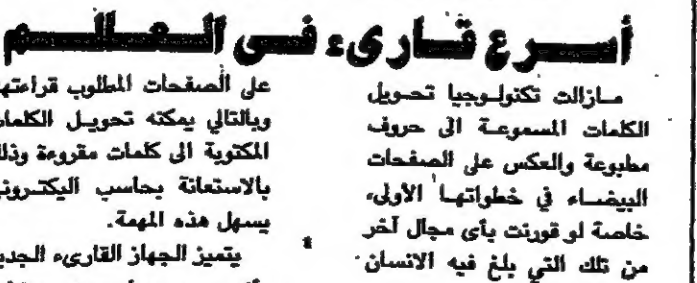 أسرع قارىء فى العالم
مازالت تكنولوجيا تحويل
الكلمات المسموعة الى حروف
مطبوعة والعكس على الصفحات
البيضاء في خطواتها الأولى،
خاصة لو قورنت بأى مجال آخر
من تلك التي بلغ فيه الانسان
على الصفحات المطلوب قراءتها
وبالتالي يمكنه تحويل الكلمات
المكتوبة الى كلمات مقروءة وذلك
بالاستعانة بحاسب اليكترونى
يسهل هذه المهمة.
يتميز الجهاز القارىء الجديد